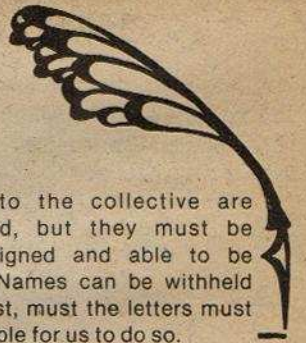 to the collective are
d, but they must be
igned and able to be
Names can be withheld
st, must the letters must
ble for us to do so.